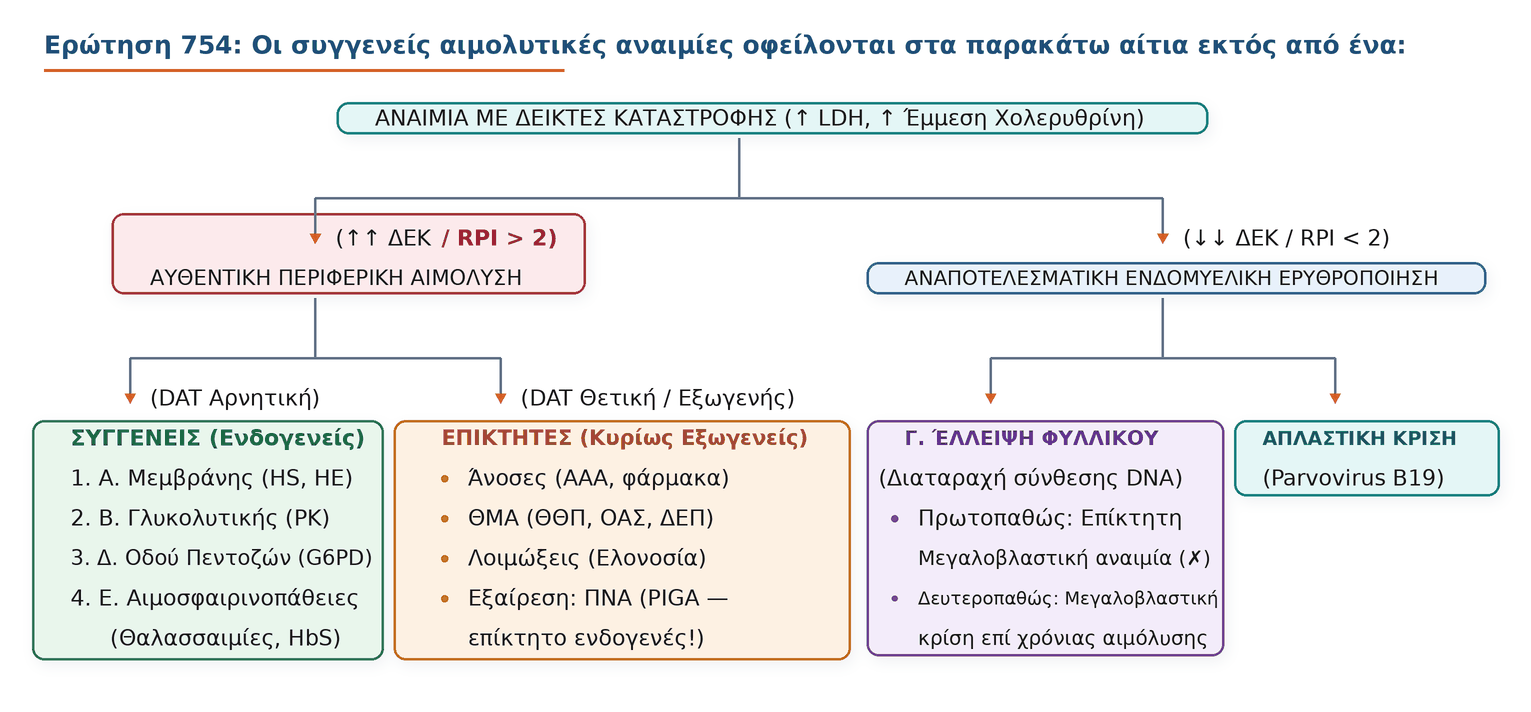 Ερώτηση 754: Οι συγγενείς αιμολυτικές αναιμίες οφείλονται στα παρακάτω αίτια εκτός από ένα:
ΑΝΑΙΜΙΑ ΜΕ ΔΕΙΚΤΕΣ ΚΑΤΑΣΤΡΟΦΗΣ (↑ LDH, ↑ Έμμεση Χολερυθρίνη)
(↑↑ ΔΕΚ / RPI > 2)
ΑΥΘΕΝΤΙΚΗ ΠΕΡΙΦΕΡΙΚΗ ΑΙΜΟΛΥΣΗ
(↓↓ ΔΕΚ / RPI < 2)
ΑΝΑΠΟΤΕΛΕΣΜΑΤΙΚΗ ΕΝΔΟΜΥΕΛΙΚΗ ΕΡΥΘΡΟΠΟΙΗΣΗ
(DAT Αρνητική)
ΣΥΓΓΕΝΕΙΣ (Ενδογενείς)
1. Α. Μεμβράνης (HS, HE)
2. Β. Γλυκολυτικής (PK)
3. Δ. Οδού Πεντοζών (G6PD)
4. Ε. Αιμοσφαιρινοπάθειες
(Θαλασσαιμίες, HbS)
(DAT Θετική / Εξωγενής)
ΕΠΙΚΤΗΤΕΣ (Κυρίως Εξωγενείς)
• Άνοσες (ΑΑΑ, φάρμακα)
• ΘΜΑ (ΘΘΠ, ΟΑΣ, ΔΕΠ)
• Λοιμώξεις (Ελονοσία)
• Εξαίρεση: ΠΝΑ (PIGA —
επίκτητο ενδογενές!)
Γ. ΈΛΛΕΙΨΗ ΦΥΛΛΙΚΟΥ
(Διαταραχή σύνθεσης DNA)
• Πρωτοπαθώς: Επίκτητη
Μεγαλοβλαστική αναιμία (✗)
• Δευτεροπαθώς: Μεγαλοβλαστική
κρίση επί χρόνιας αιμόλυσης
ΑΠΛΑΣΤΙΚΗ ΚΡΙΣΗ
(Parvovirus B19)